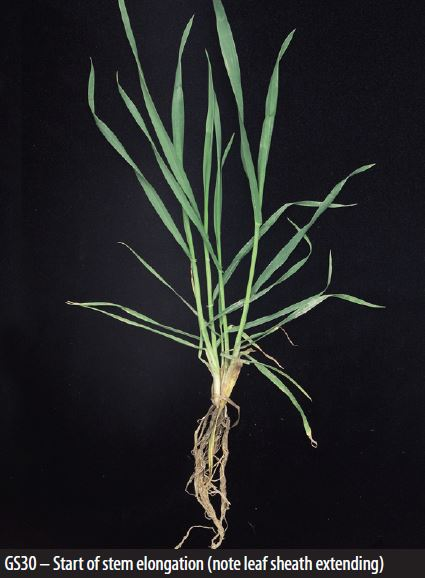 GS30 – Start of stem elongation (note leaf sheath extending)